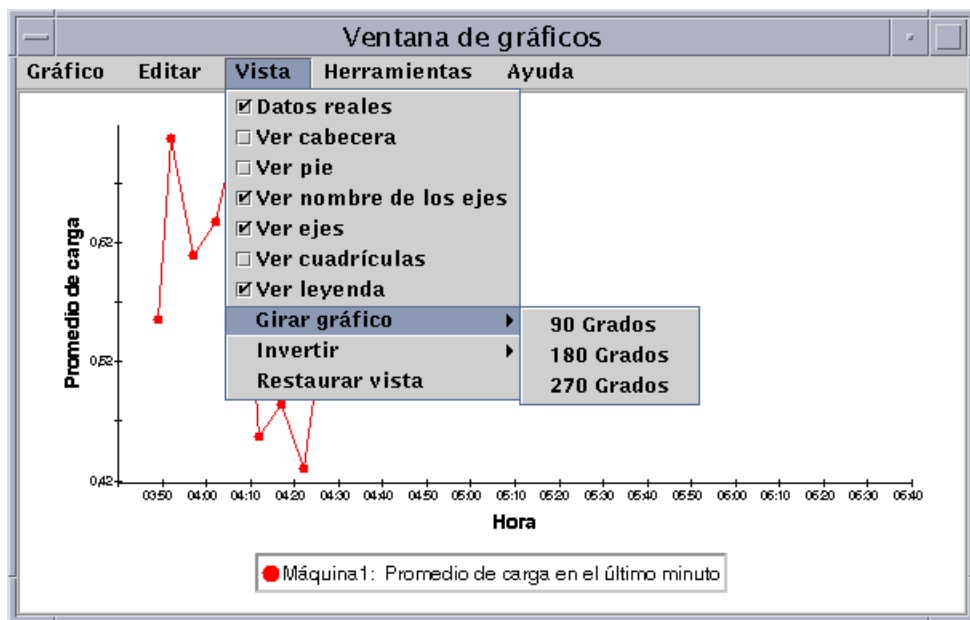 Ventana de gráficos
Gráfico Editar Vista Herramientas Ayuda
Datos reales
Ver cabecera
Ver pie
Ver nombre de los ejes
Ver ejes
Ver cuadrículas
Ver leyenda
Girar gráfico
Invertir
Restaurar vista
90 Grados
180 Grados
270 Grados
Promedio de carga
0,62
0,52
0,42
03:50 04:00 04:10 04:20 04:30 04:40 04:50 05:00 05:10 05:20 05:30 05:40 05:50 06:00 06:10 06:20 06:30 06:40
Hora
Máquina1: Promedio de carga en el último minuto